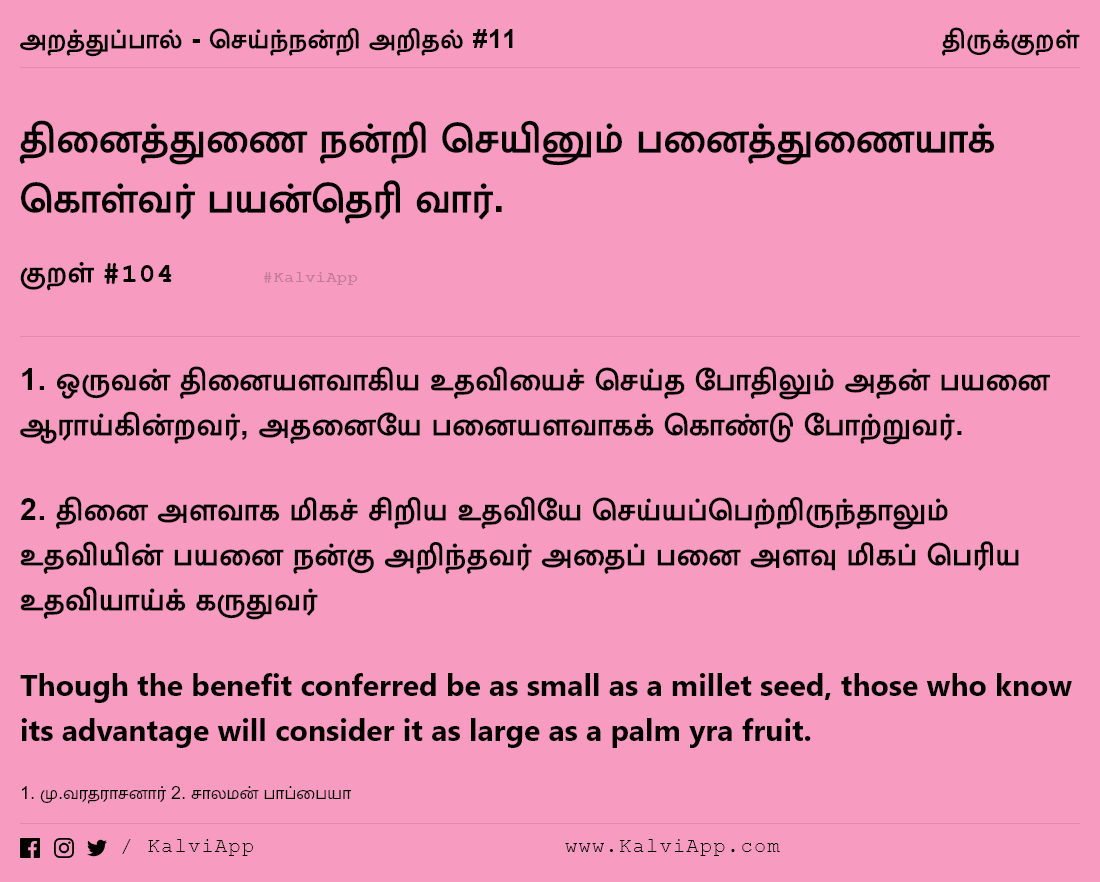 அறத்துப்பால் - செய்ந்நன்றி அறிதல் #11
திருக்குறள்
தினைத்துணை நன்றி செயினும் பனைத்துணையாக்
கொள்வர் பயன்தெரி வார்.
குறள் #104
#KalviApp
1. ஒருவன் தினையளவாகிய உதவியைச் செய்த போதிலும் அதன் பயனை
ஆராய்கின்றவர், அதனையே பனையளவாகக் கொண்டு போற்றுவர்.
2. தினை அளவாக மிகச் சிறிய உதவியே செய்யப்பெற்றிருந்தாலும்
உதவியின் பயனை நன்கு அறிந்தவர் அதைப் பனை அளவு மிகப் பெரிய
உதவியாய்க் கருதுவர்
Though the benefit conferred be as small as a millet seed, those who know
its advantage will consider it as large as a palm yra fruit.
1. மு.வரதராசனார் 2. சாலமன் பாப்பையா
/ KalviApp
www.KalviApp.com